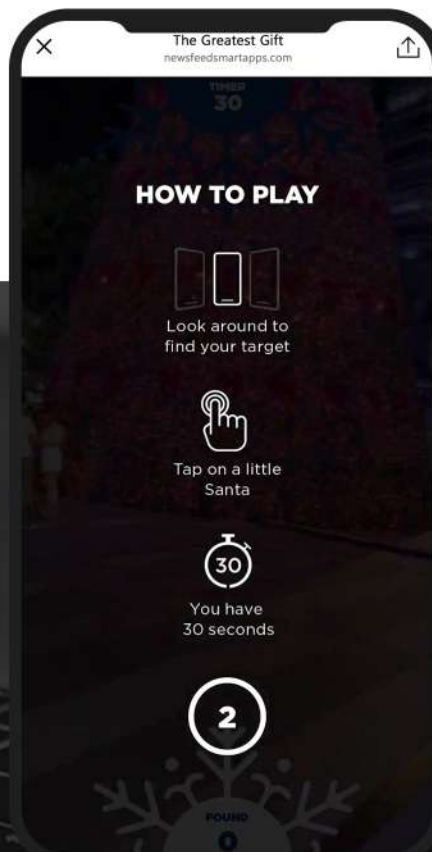 The Greatest Gift
newsfeedsmartapps.com
TIMER
30
HOW TO PLAY
Look around to
find your target
Tap on a little
Santa
30
You have
30 seconds
2
FOUND
0